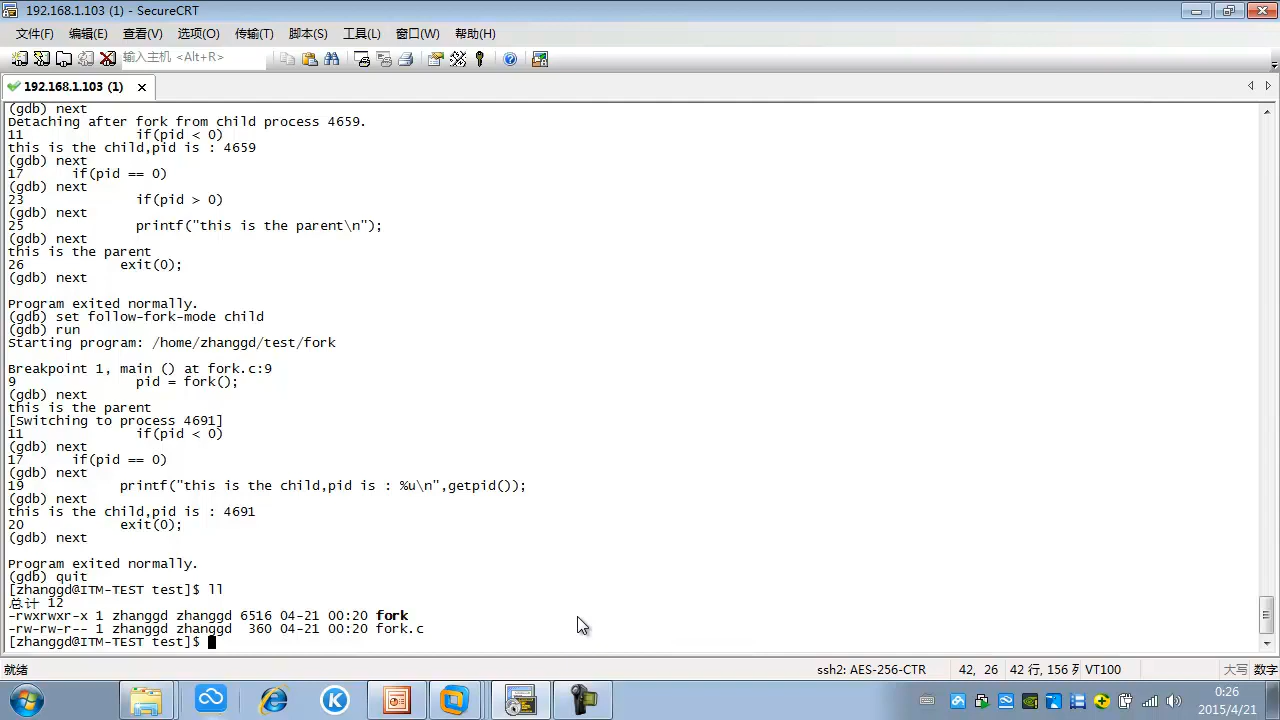 192.168.1.103 (1) - SecureCRT
文件(F) 编辑(E) 查看(V) 选项(O) 传输(T) 脚本(S) 工具(L) 窗口(W) 帮助(H)
输入主机 <Alt+R>
192.168.1.103 (1)
(gdb) next
Detaching after fork from child process 4659.
11              if(pid < 0)
this is the child,pid is : 4659
(gdb) next
17      if(pid == 0)
(gdb) next
23              if(pid > 0)
(gdb) next
25              printf("this is the parent\n");
(gdb) next
this is the parent
26            exit(0);
(gdb) next
Program exited normally.
(gdb) set follow-fork-mode child
(gdb) run
Starting program: /home/zhanggd/test/fork
Breakpoint 1, main () at fork.c:9
9               pid = fork();
(gdb) next
this is the parent
[Switching to process 4691]
11              if(pid < 0)
(gdb) next
17      if(pid == 0)
(gdb) next
19            printf("this is the child,pid is : %u\n",getpid());
(gdb) next
this is the child,pid is : 4691
20            exit(0);
(gdb) next
Program exited normally.
(gdb) quit
[zhanggd@ITM-TEST test]$ ll
总计 12
-rwxrwxr-x 1 zhanggd zhanggd 6516 04-21 00:20 fork
-rw-rw-r-- 1 zhanggd zhanggd  360 04-21 00:20 fork.c
[zhanggd@ITM-TEST test]$
就绪 ssh2: AES-256-CTR 42, 26 42 行, 156 列 VT100 大写 数字
0:26
2015/4/21